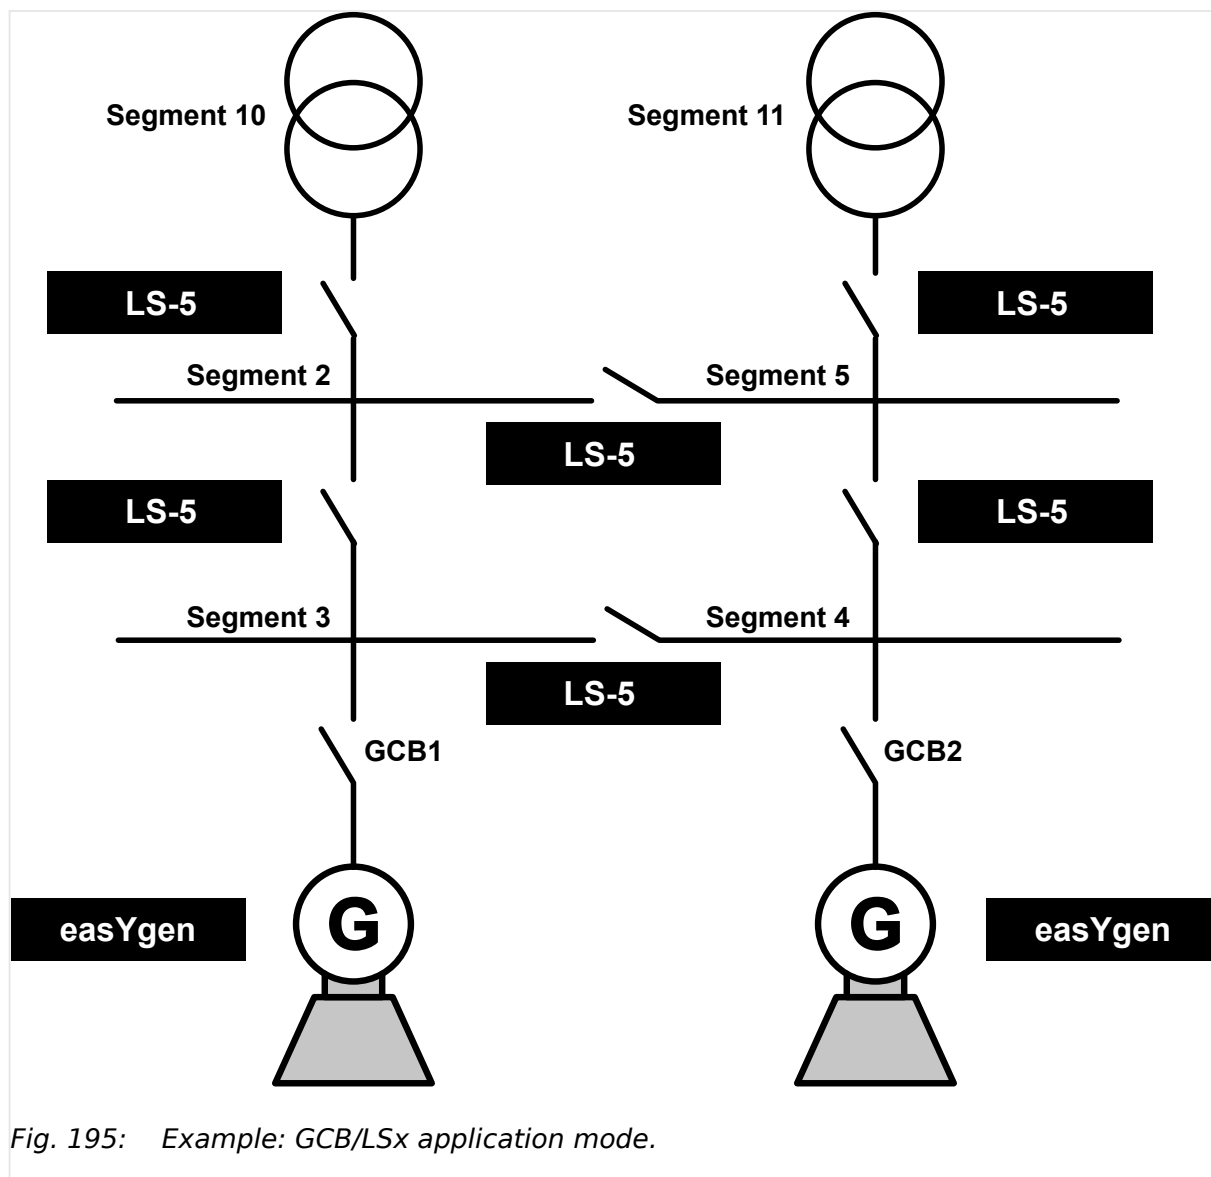 Segment 10
Segment 11
LS-5
LS-5
Segment 2
Segment 5
LS-5
LS-5
LS-5
Segment 3
Segment 4
LS-5
GCB1
GCB2
G
G
easYgen
easYgen
Fig. 195: Example: GCB/LSx application mode.